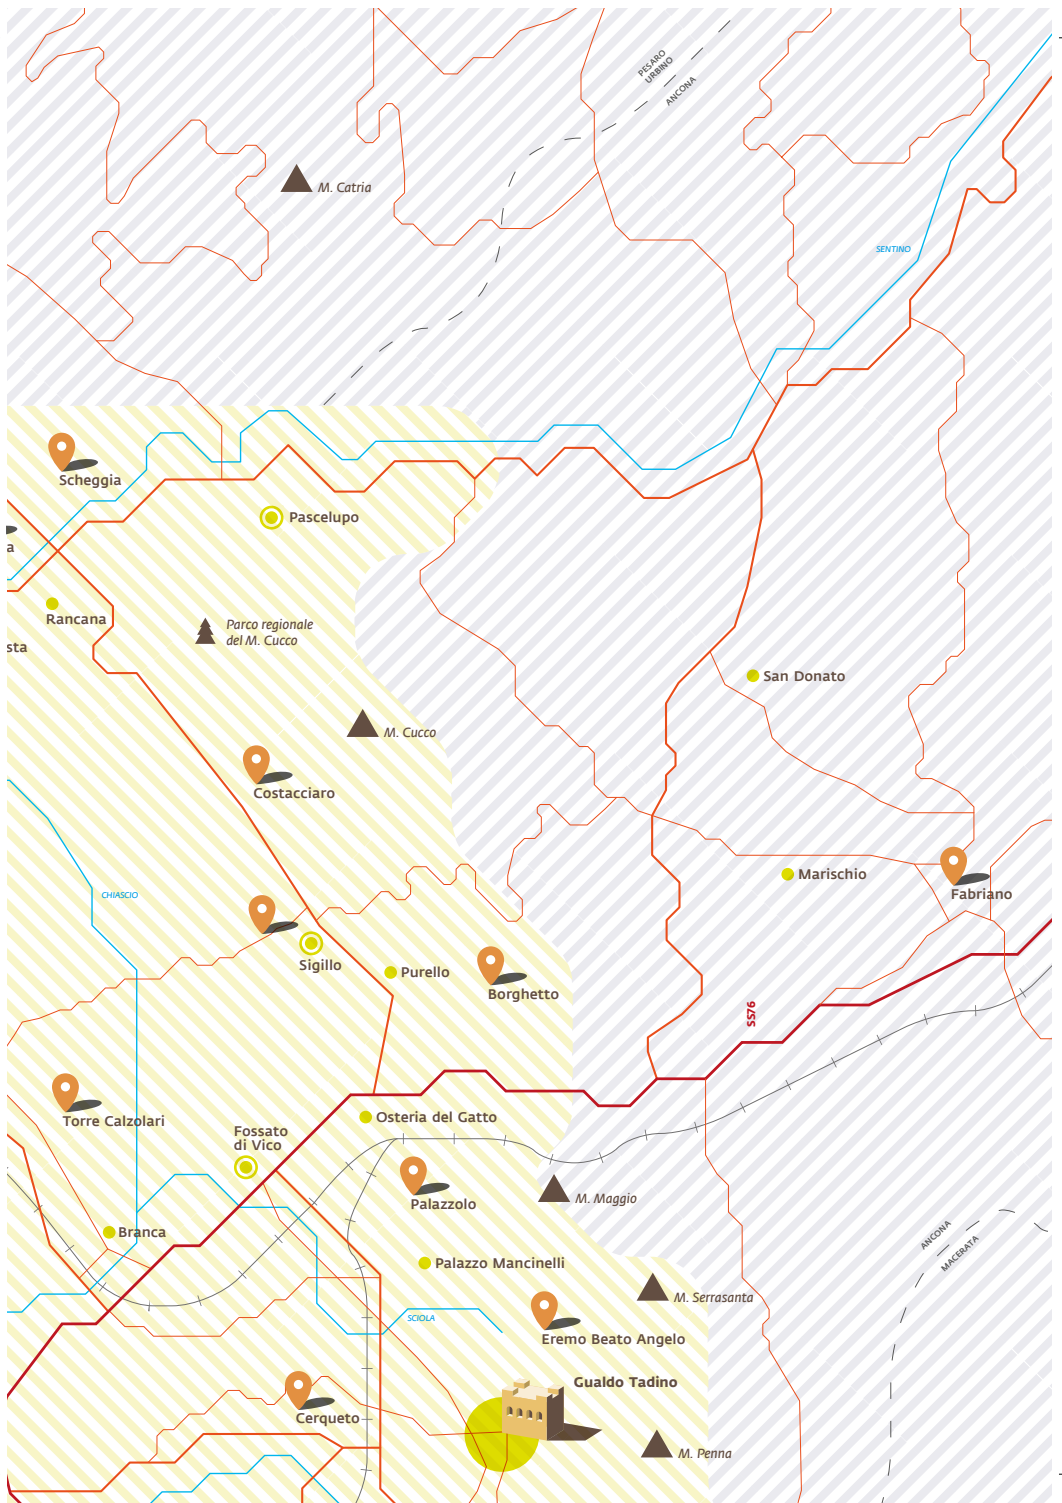 PESARO
URBINO
ANCONA
M. Catria
SENTINO
Scheggia
Pascelupo
a
Rancana
Parco regionale
del M. Cucco
sta
San Donato
M. Cucco
Costacciaro
Marischio
Fabriano
CHIASCIO
Sigillo
Purello
Borghetto
SS76
Torre Calzolari
Osteria del Gatto
Fossato
di Vico
Palazzolo
M. Maggio
Branca
ANCONA
MACERATA
Palazzo Mancinelli
M. Serrasanta
SCIOLA
Eremo Beato Angelo
Gualdo Tadino
Cerqueto
M. Penna